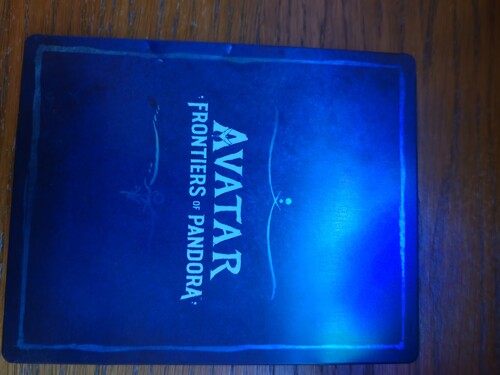 AVATAR
FRONTIERS OF PANDORA